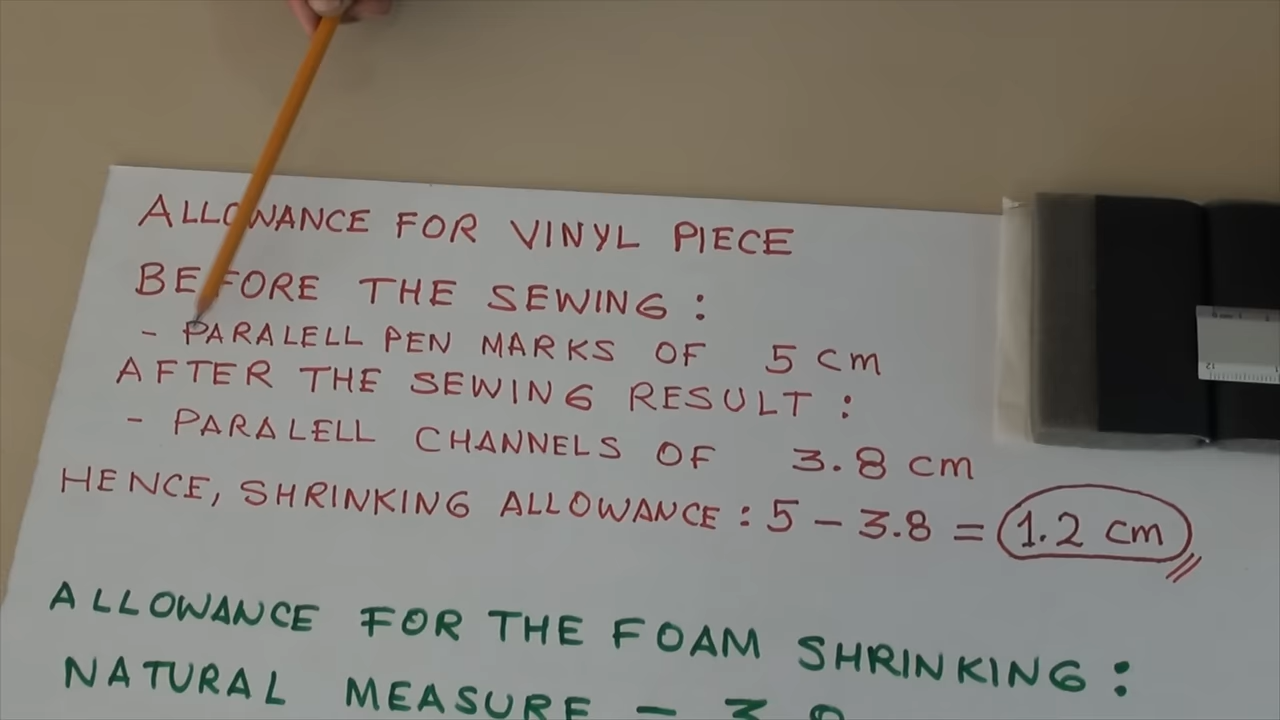 ALLOWANCE FOR VINYL PIECE
BEFORE THE SEWING :
- PARALELL PEN MARKS OF 5 CM
AFTER THE SEWING RESULT :
- PARALELL CHANNELS OF 3.8 CM
HENCE, SHRINKING ALLOWANCE : 5 - 3.8 = 1.2 cm
ALLOWANCE FOR THE FOAM SHRINKING :
NATURAL MEASURE -